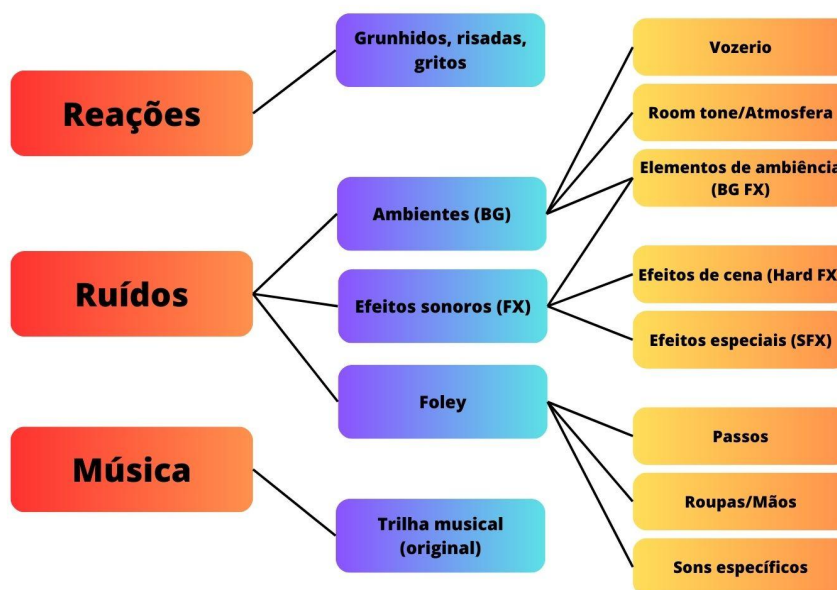 Reações
Ruídos
Música
Grunhidos, risadas,
gritos
Ambientes (BG)
Efeitos sonoros (FX)
Foley
Trilha musical
(original)
Vozerio
Room tone/Atmosfera
Elementos de ambiência
(BG FX)
Efeitos de cena (Hard FX
Efeitos especiais (SFX)
Passos
Roupas/Mãos
Sons específicos